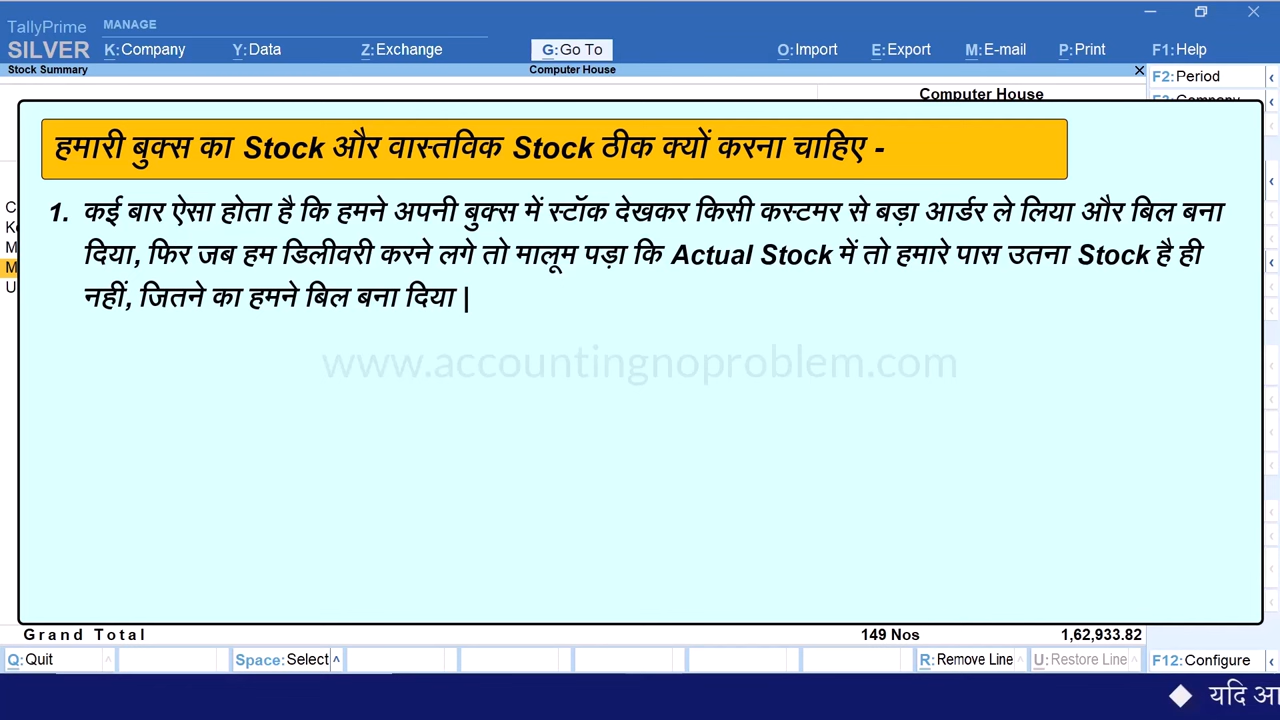 TallyPrime
MANAGE
SILVER
K:Company
Y:Data
Z:Exchange
G:Go To
O:Import
E:Export
M:E-mail
P:Print
F1:Help
Stock Summary
Computer House
F2:Period
Computer House
हमारी बुक्स का Stock और वास्तविक Stock ठीक क्यों करना चाहिए -
1. कई बार ऐसा होता है कि हमने अपनी बुक्स में स्टॉक देखकर किसी कस्टमर से बड़ा आर्डर ले लिया और बिल बना
दिया, फिर जब हम डिलीवरी करने लगे तो मालूम पड़ा कि Actual Stock में तो हमारे पास उतना Stock है ही
नहीं, जितने का हमने बिल बना दिया |
www.accountingnoproblem.com
Grand Total 149 Nos 1,62,933.82
Q:Quit
Space:Select
R:Remove Line
U:Restore Line
F12:Configure
यदि